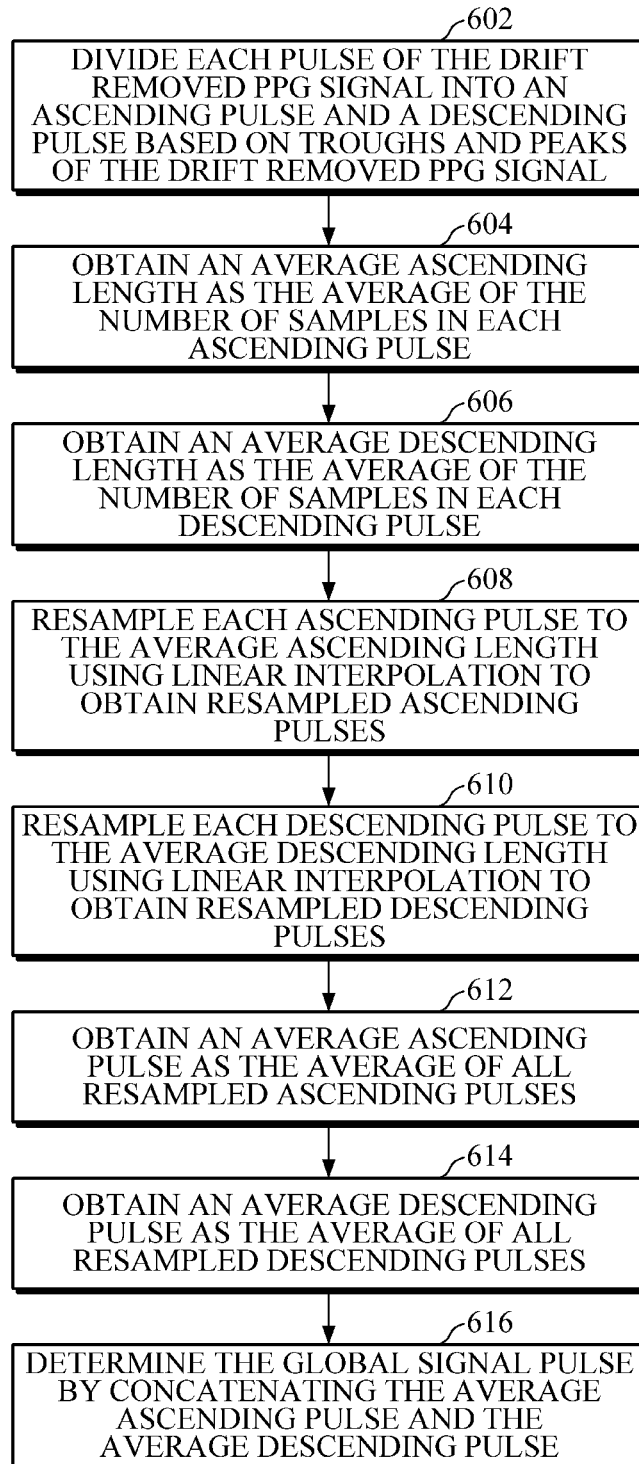 602
DIVIDE EACH PULSE OF THE DRIFT
REMOVED PPG SIGNAL INTO AN
ASCENDING PULSE AND A DESCENDING
PULSE BASED ON TROUGHS AND PEAKS
OF THE DRIFT REMOVED PPG SIGNAL
604
OBTAIN AN AVERAGE ASCENDING
LENGTH AS THE AVERAGE OF THE
NUMBER OF SAMPLES IN EACH
ASCENDING PULSE
606
OBTAIN AN AVERAGE DESCENDING
LENGTH AS THE AVERAGE OF THE
NUMBER OF SAMPLES IN EACH
DESCENDING PULSE
608
RESAMPLE EACH ASCENDING PULSE TO
THE AVERAGE ASCENDING LENGTH
USING LINEAR INTERPOLATION TO
OBTAIN RESAMPLED ASCENDING
PULSES
610
RESAMPLE EACH DESCENDING PULSE TO
THE AVERAGE DESCENDING LENGTH
USING LINEAR INTERPOLATION TO
OBTAIN RESAMPLED DESCENDING
PULSES
612
OBTAIN AN AVERAGE ASCENDING
PULSE AS THE AVERAGE OF ALL
RESAMPLED ASCENDING PULSES
614
OBTAIN AN AVERAGE DESCENDING
PULSE AS THE AVERAGE OF ALL
RESAMPLED DESCENDING PULSES
616
DETERMINE THE GLOBAL SIGNAL PULSE
BY CONCATENATING THE AVERAGE
ASCENDING PULSE AND THE
AVERAGE DESCENDING PULSE